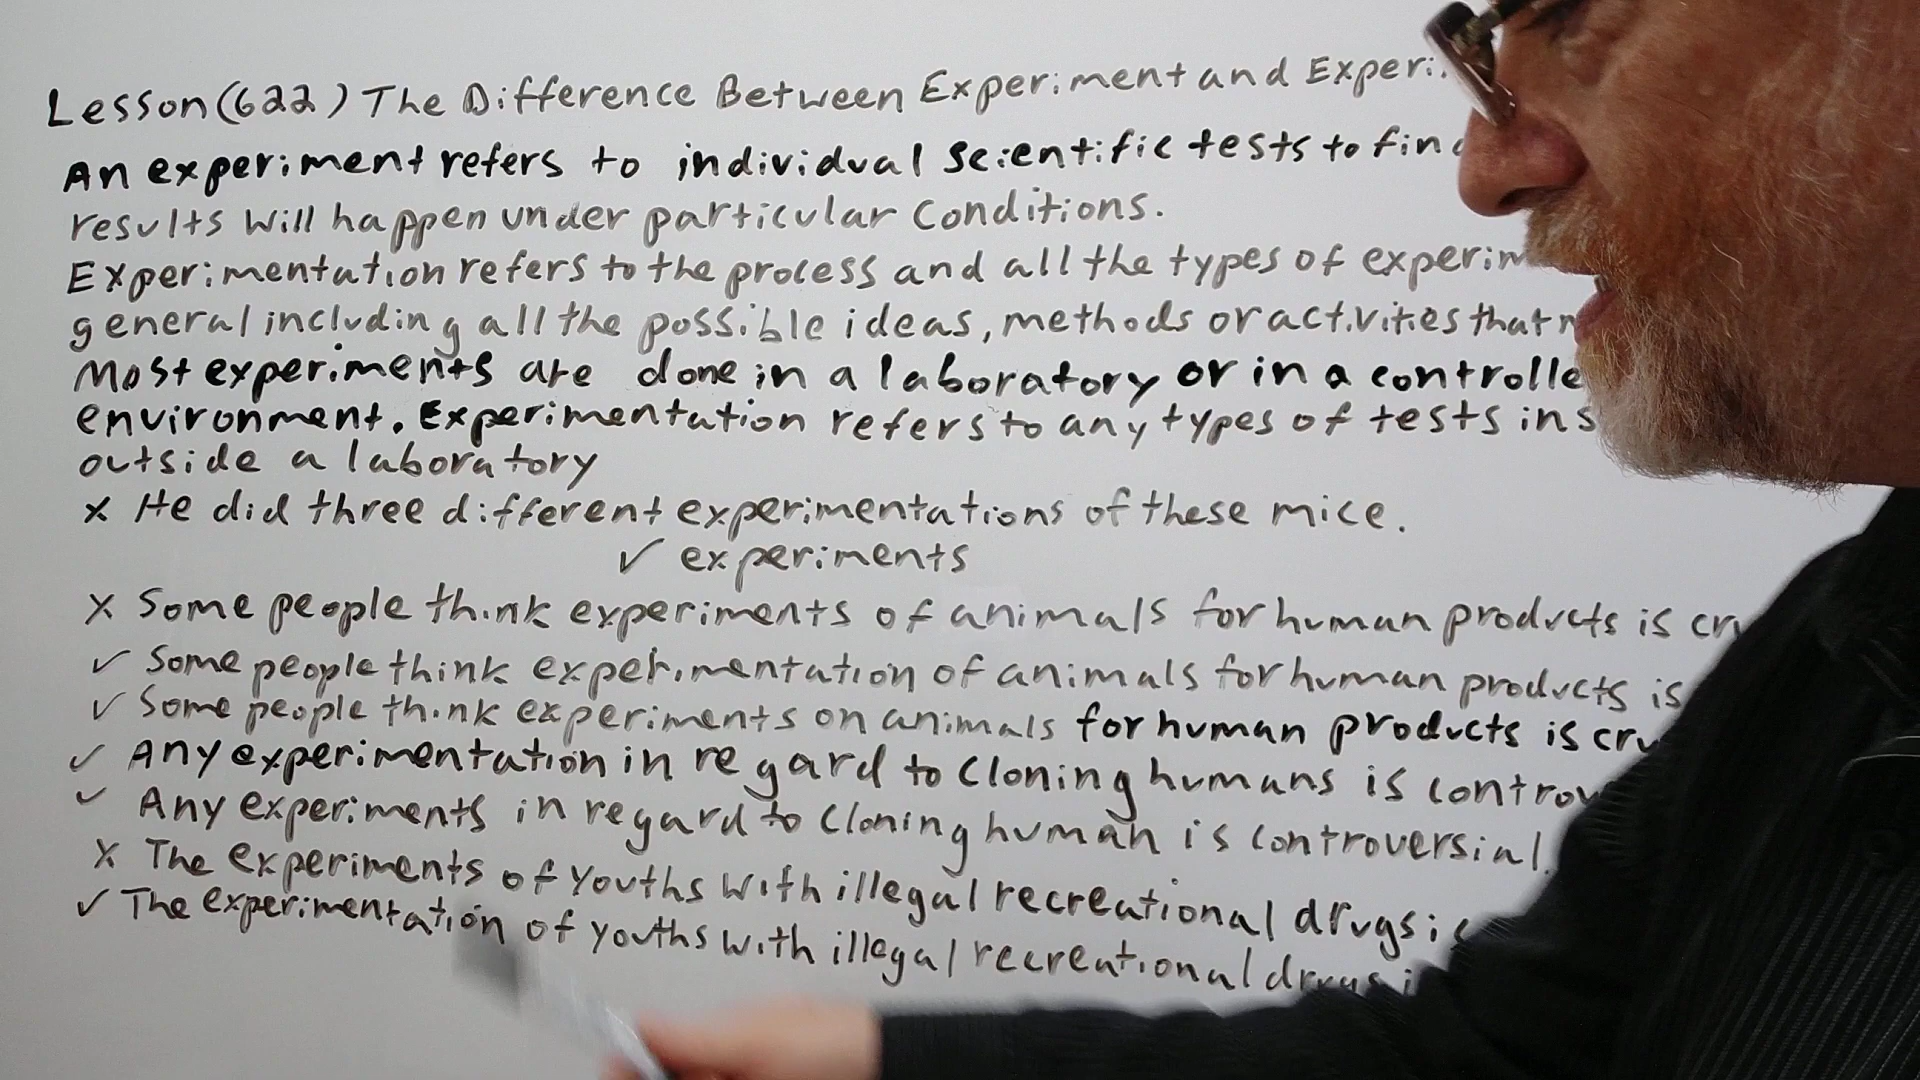 Lesson (622) The Difference Between Experiment and Experi
An experiment refers to individual scientific tests to find
results will happen under particular conditions.
Experimentation refers to the process and all the types of experim
general including all the possible ideas, methods or activities that
Most experiments are done in a laboratory or in a controlle
environment. Experimentation refers to any types of tests ins
outside a laboratory
x He did three different experimentations of these mice.
✓ experiments
x Some people think experiments of animals for human products is cru
✓ Some people think experimentation of animals for human products is
✓ Some people think experiments on animals for human products is cru
✓ Any experimentation in regard to cloning humans is controv
✓ Any experiments in regard to cloning human is controversial.
x The experiments of youths with illegal recreational drugs is
✓ The experimentation of youths with illegal recreational drugs i